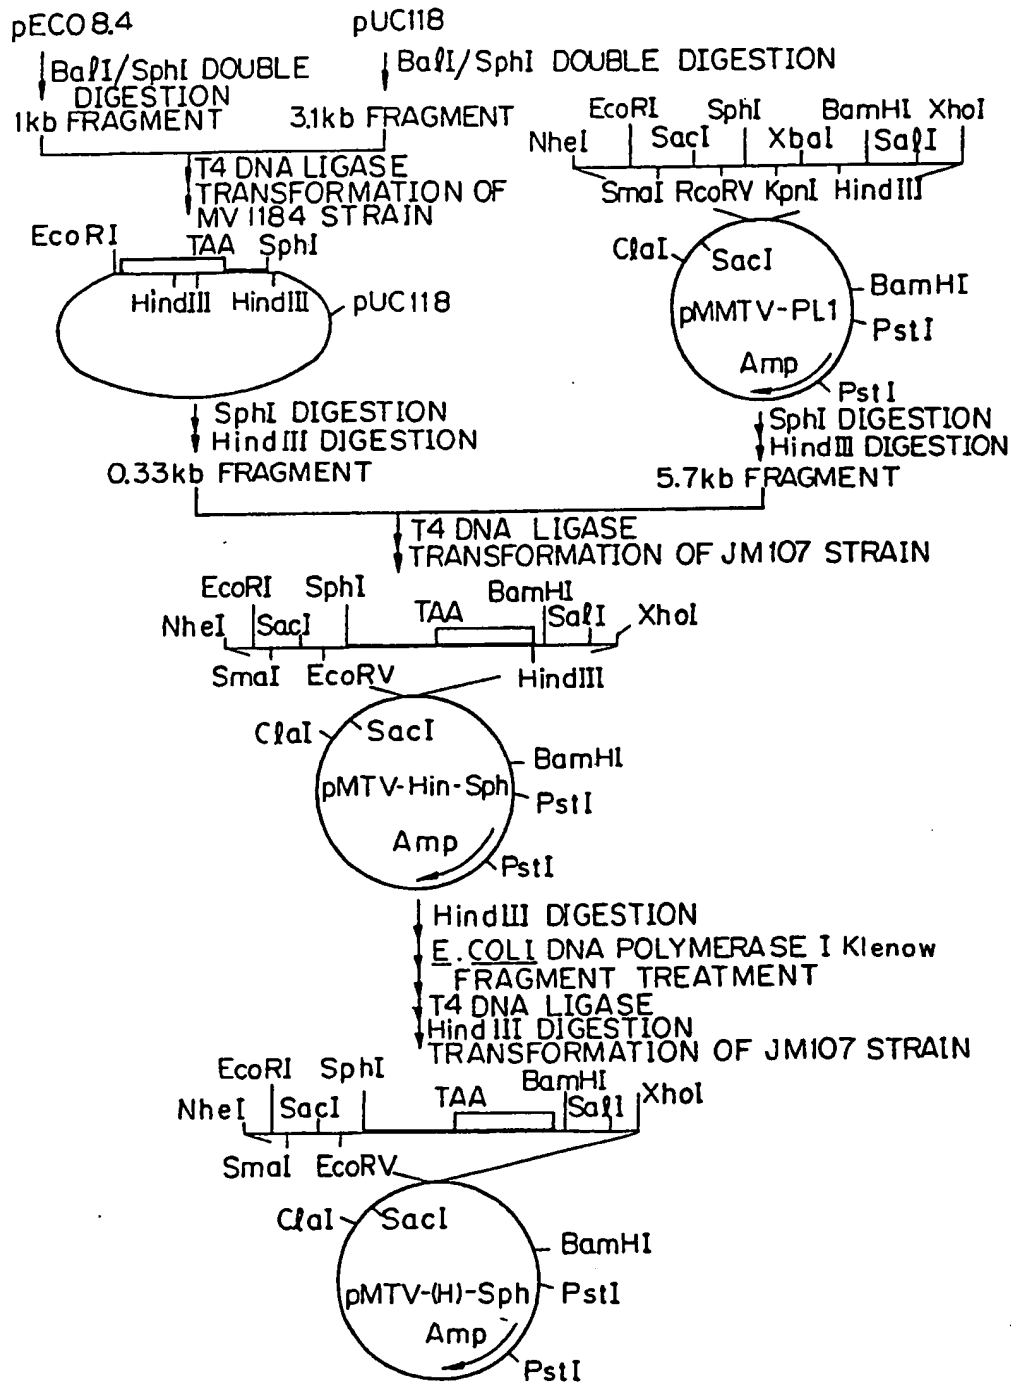 pECO 8.4
pUC118
BalI/SphI DOUBLE
DIGESTION
1kb FRAGMENT
BalI/SphI DOUBLE DIGESTION
3.1kb FRAGMENT
T4 DNA LIGASE
TRANSFORMATION OF
MV 1184 STRAIN
EcoRI
TAA
SphI
HindIII
HindIII
pUC118
SphI DIGESTION
HindIII DIGESTION
0.33kb FRAGMENT
EcoRI
SphI
BamHI
XhoI
NheI
SacI
XbaI
SalI
SmaI
RcoRV
KpnI
HindIII
ClaI
SacI
pMMTV-PL1
BamHI
PstI
Amp
PstI
SphI DIGESTION
HindIII DIGESTION
5.7kb FRAGMENT
T4 DNA LIGASE
TRANSFORMATION OF JM107 STRAIN
EcoRI
SphI
TAA
BamHI
NheI
SacI
SalI
XhoI
SmaI
EcoRV
HindIII
ClaI
SacI
pMTV-Hin-Sph
BamHI
PstI
Amp
PstI
HindIII DIGESTION
E.COLI DNA POLYMERASE I Klenow
FRAGMENT TREATMENT
T4 DNA LIGASE
HindIII DIGESTION
TRANSFORMATION OF JM107 STRAIN
EcoRI
SphI
TAA
BamHI
NheI
SacI
SalI
XhoI
SmaI
EcoRV
ClaI
SacI
BamHI
pMTV-(H)-Sph
PstI
Amp
PstI